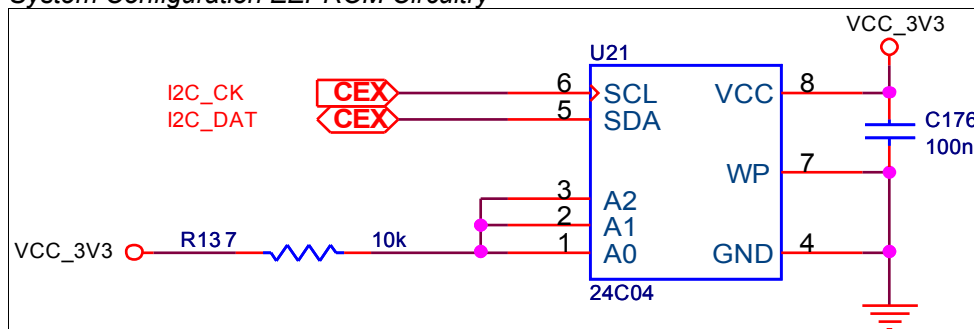 System Configuration EEPROM Circuitry
VCC_3V3
U21
I2C_CK CEX 6 SCL VCC 8
I2C_DAT CEX 5 SDA
C176
100n
WP 7
3 A2
2 A1
VCC_3V3 R137 10k 1 A0 GND 4
24C04